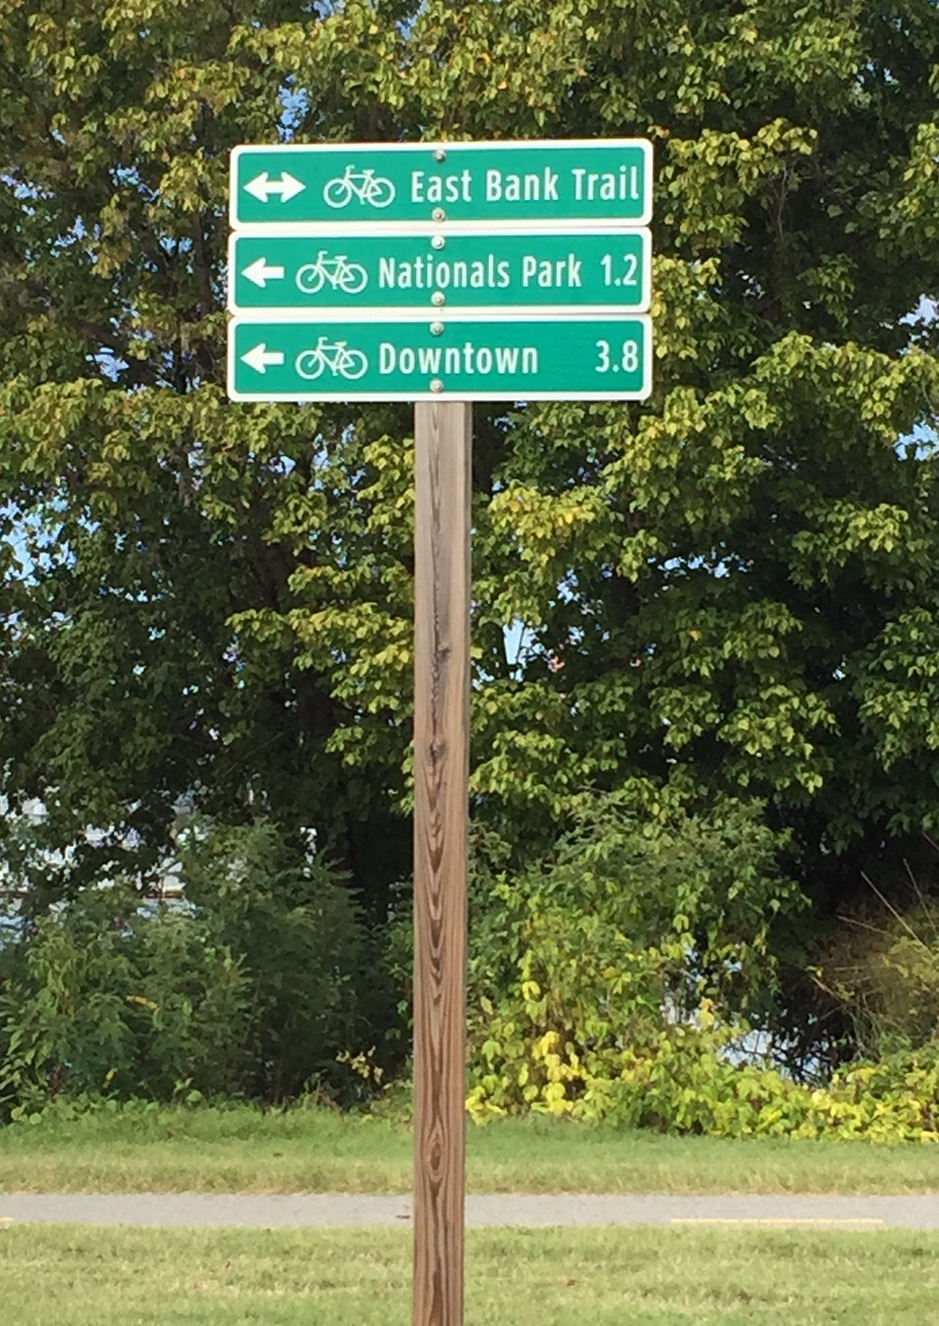 East Bank Trail
Nationals Park 1.2
Downtown 3.8